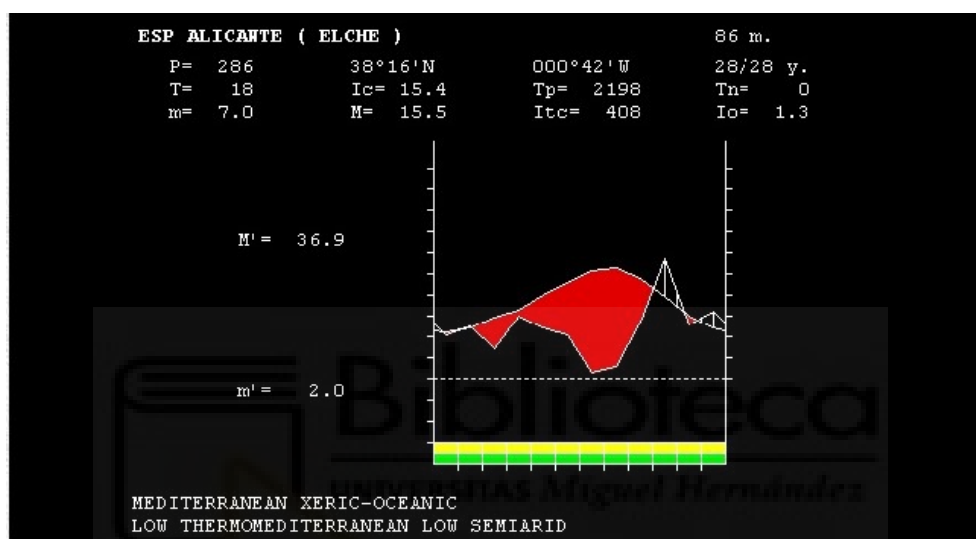 ESP ALICANTE ( ELCHE ) 86 m.
P= 286 38°16'N 000°42'W 28/28 y.
T= 18 Ic= 15.4 Tp= 2198 Tn= 0
m= 7.0 M= 15.5 Itc= 408 Io= 1.3
M'= 36.9
m'= 2.0
Biblioteca
UNIVERSITAS Miguel Hernández
MEDITERRANEAN XERIC-OCEANIC
LOW THERMOMEDITERRANEAN LOW SEMIARID